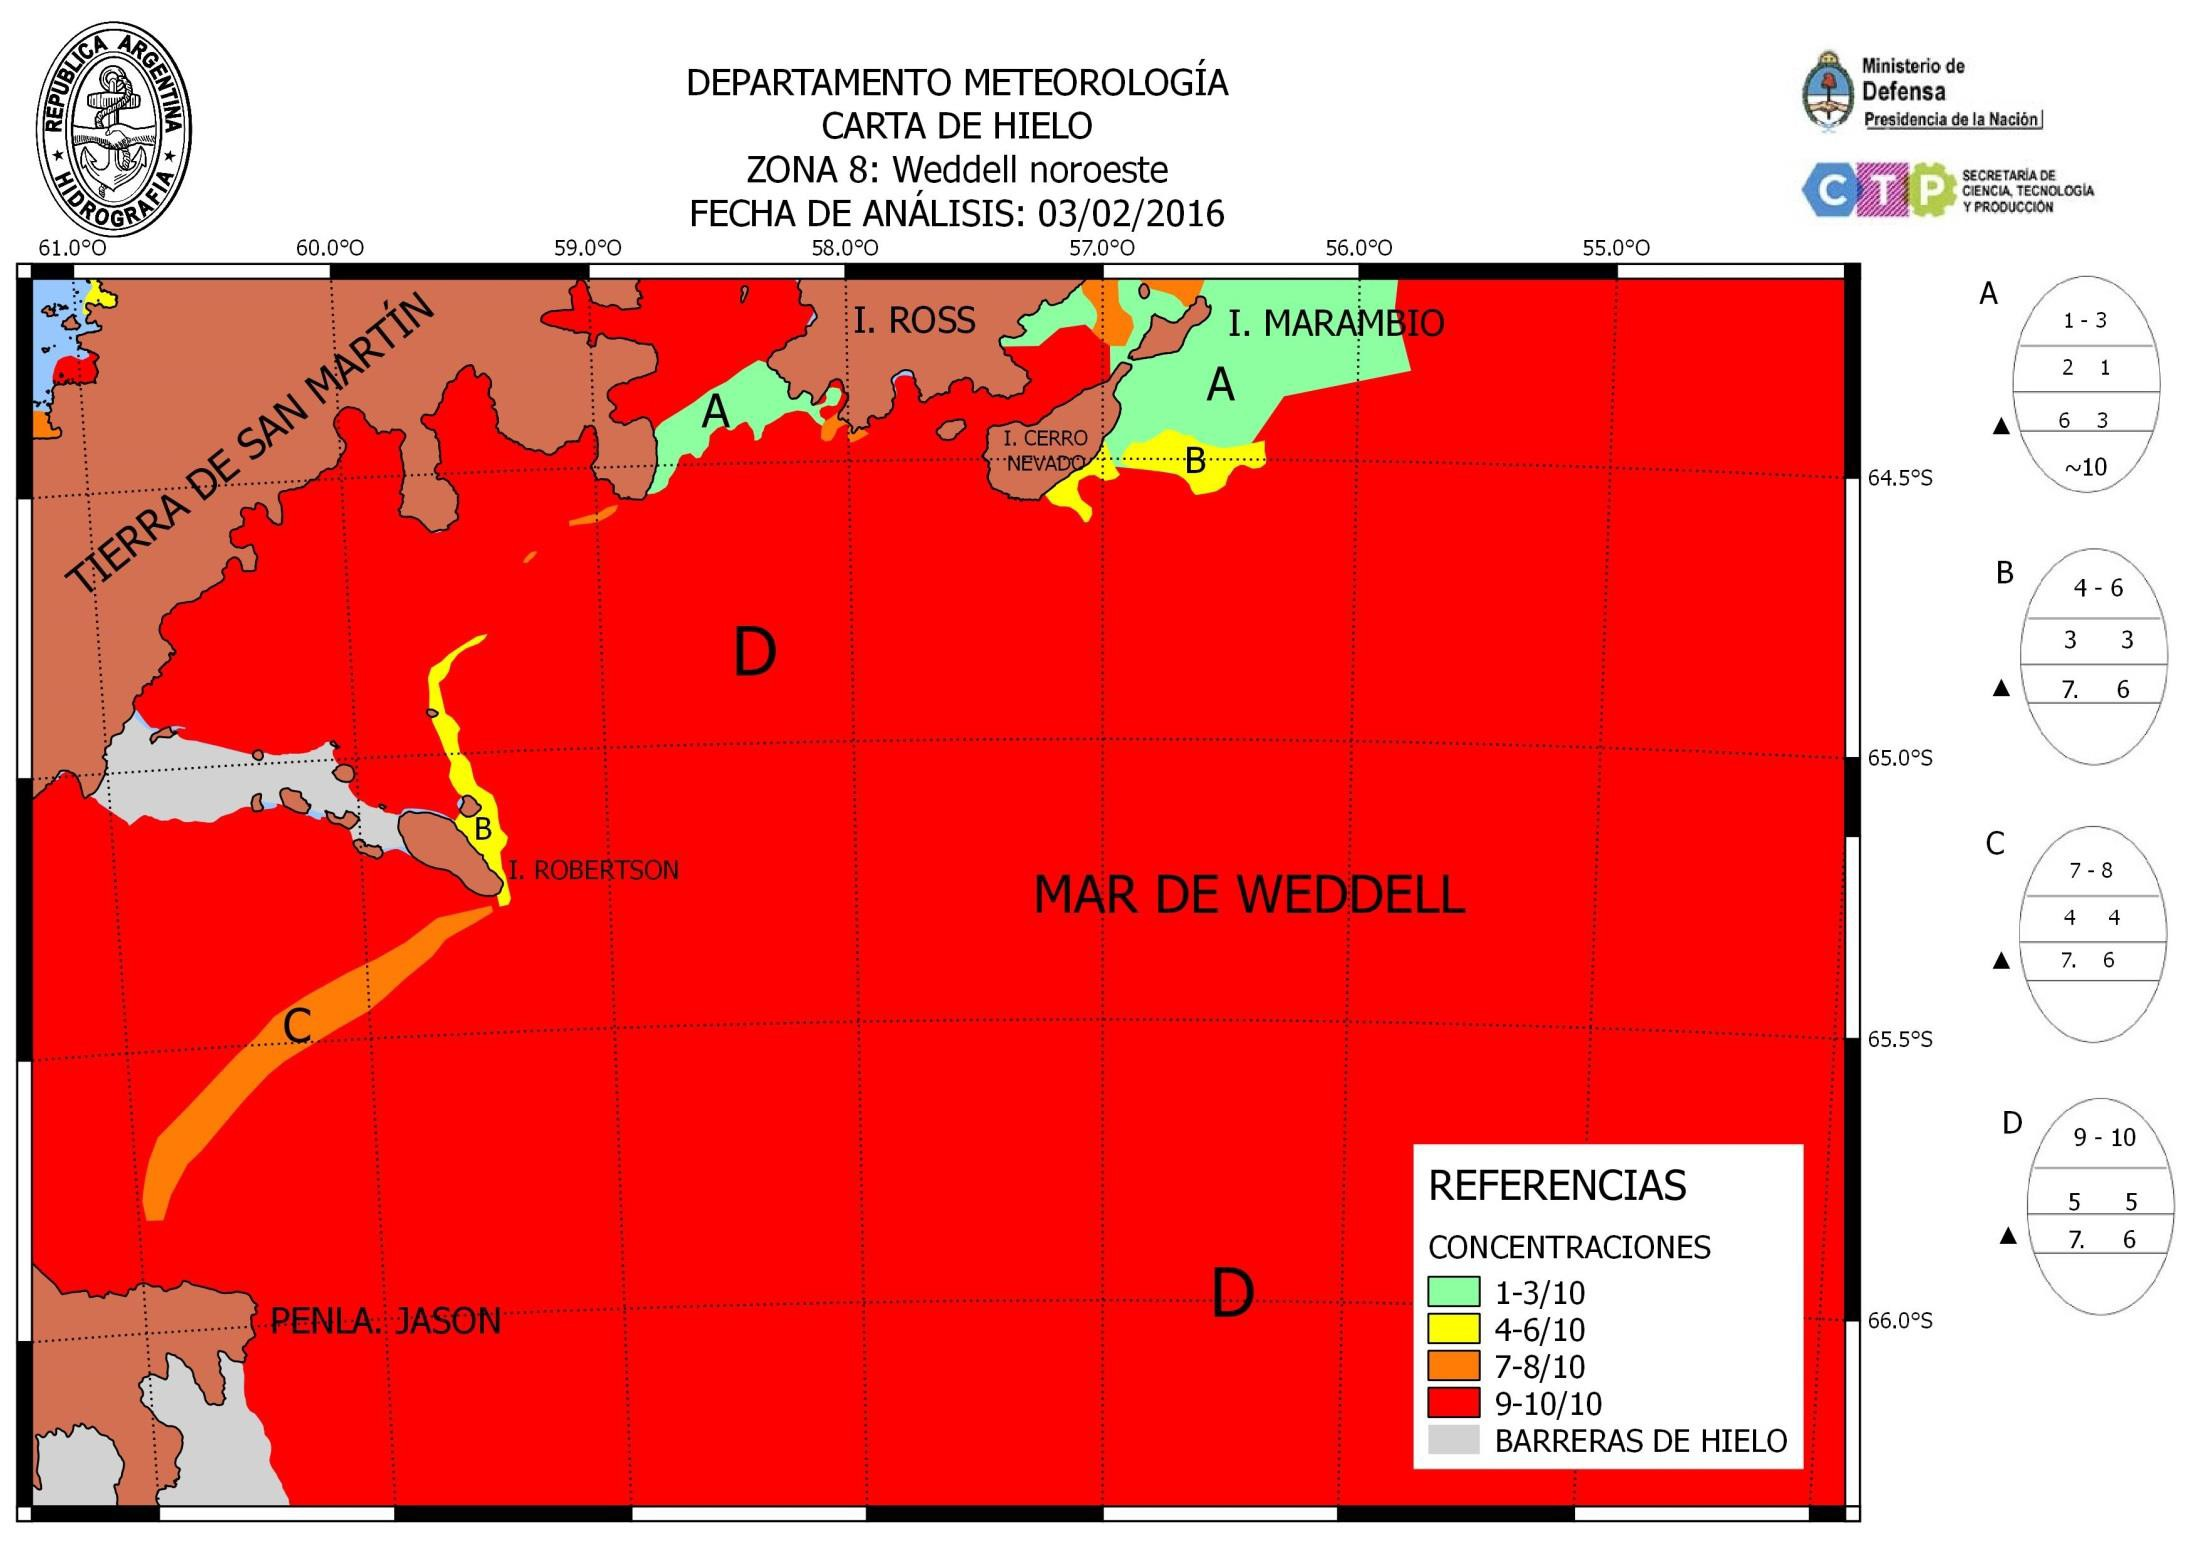 REPUBLICA ARGENTINA
★ HIDROGRAFIA ★
DEPARTAMENTO METEOROLOGÍA
CARTA DE HIELO
ZONA 8: Weddell noroeste
FECHA DE ANÁLISIS: 03/02/2016
Ministerio de
Defensa
Presidencia de la Nación
CTP
SECRETARÍA DE
CIENCIA, TECNOLOGÍA
Y PRODUCCIÓN
61.0°O 60.0°O 59.0°O 58.0°O 57.0°O 56.0°O 55.0°O
TIERRA DE SAN MARTÍN
I. ROSS
I. MARAMBIO
A
A
I. CERRO
NEVADO
B
64.5°S
D
65.0°S
B
I. ROBERTSON
MAR DE WEDDELL
C
65.5°S
D
PENLA. JASON
66.0°S
REFERENCIAS
CONCENTRACIONES
1-3/10
4-6/10
7-8/10
9-10/10
BARRERAS DE HIELO
A
1 - 3
2 1
▲ 6 3
~10
B
4 - 6
3 3
▲ 7. 6
C
7 - 8
4 4
▲ 7. 6
D
9 - 10
5 5
▲ 7. 6